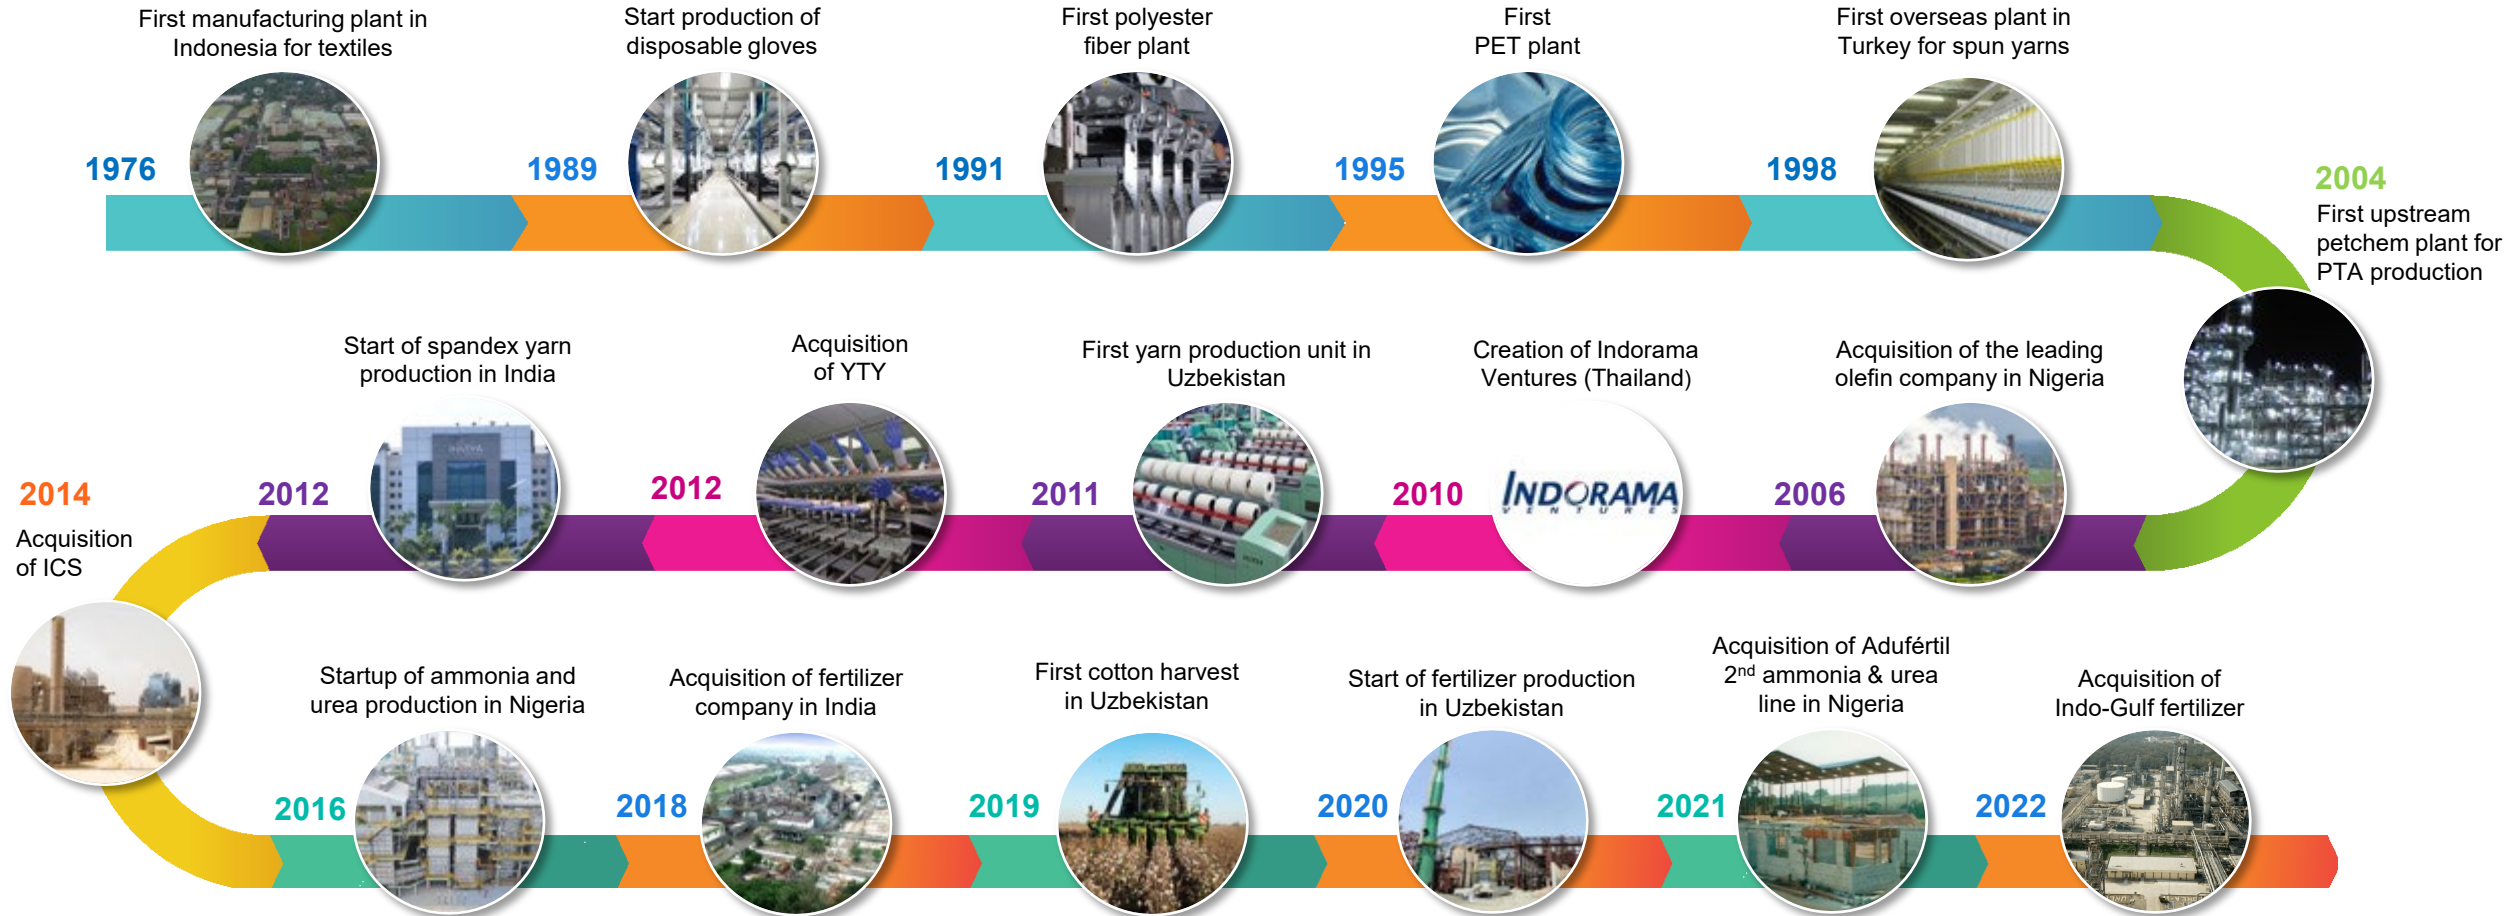 1976
First manufacturing plant in
Indonesia for textiles
1989
Start production of
disposable gloves
1991
First polyester
fiber plant
1995
First
PET plant
1998
First overseas plant in
Turkey for spun yarns
2004
First upstream
petchem plant for
PTA production
2006
Acquisition of the leading
olefin company in Nigeria
2010
Creation of Indorama
Ventures (Thailand)
INDORAMA
VENTURES
2011
First yarn production unit in
Uzbekistan
2012
Acquisition
of YTY
2012
Start of spandex yarn
production in India
2014
Acquisition
of ICS
2016
Startup of ammonia and
urea production in Nigeria
2018
Acquisition of fertilizer
company in India
2019
First cotton harvest
in Uzbekistan
2020
Start of fertilizer production
in Uzbekistan
2021
Acquisition of Adufértil
2nd ammonia & urea
line in Nigeria
2022
Acquisition of
Indo-Gulf fertilizer